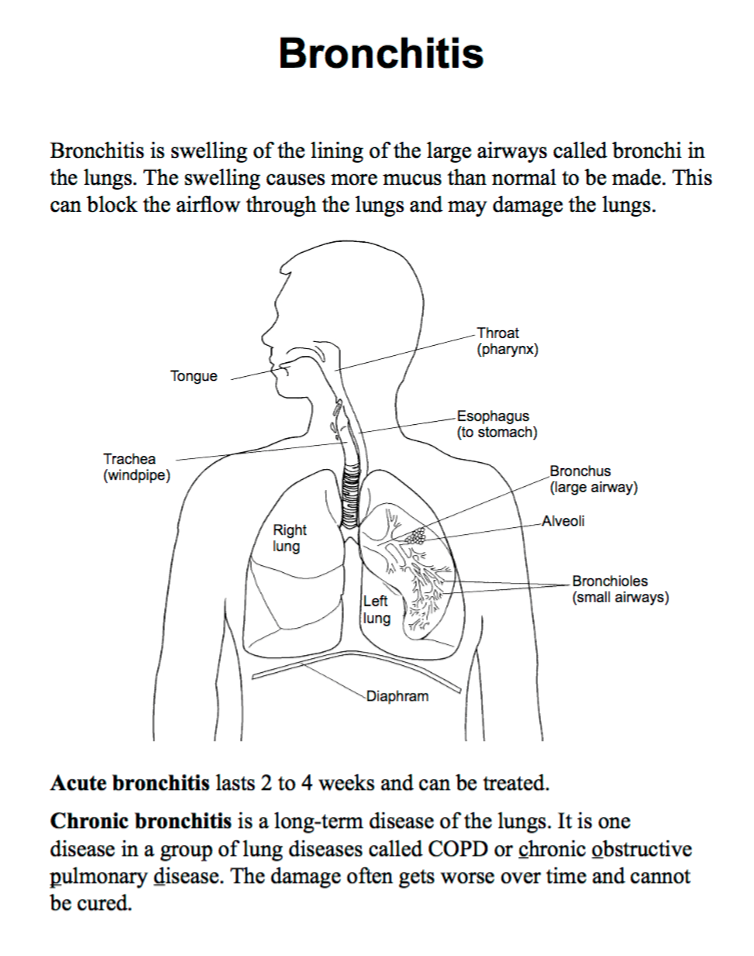 Bronchitis
Bronchitis is swelling of the lining of the large airways called bronchi in
the lungs. The swelling causes more mucus than normal to be made. This
can block the airflow through the lungs and may damage the lungs.
Throat
(pharynx)
Tongue
Esophagus
(to stomach)
Trachea
(windpipe)
Bronchus
(large airway)
Alveoli
Right
lung
Bronchioles
(small airways)
Left
lung
Diaphram
Acute bronchitis lasts 2 to 4 weeks and can be treated.
Chronic bronchitis is a long-term disease of the lungs. It is one
disease in a group of lung diseases called COPD or chronic obstructive
pulmonary disease. The damage often gets worse over time and cannot
be cured.